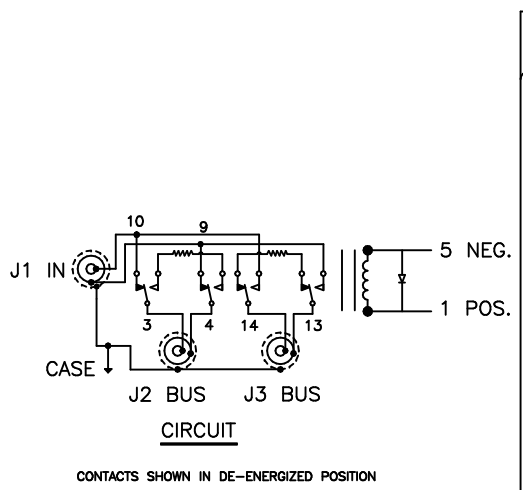 10 9
J1 IN
5 NEG.
1 POS.
3 4 14 13
CASE
J2 BUS J3 BUS
CIRCUIT
CONTACTS SHOWN IN DE-ENERGIZED POSITION